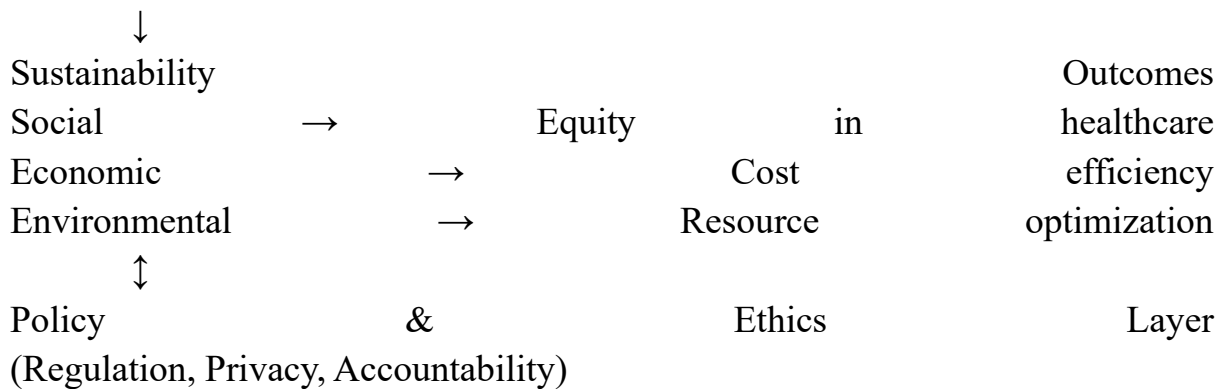 ↓
Sustainability Outcomes
Social → Equity in healthcare
Economic → Cost efficiency
Environmental → Resource optimization
↕
Policy & Ethics Layer
(Regulation, Privacy, Accountability)